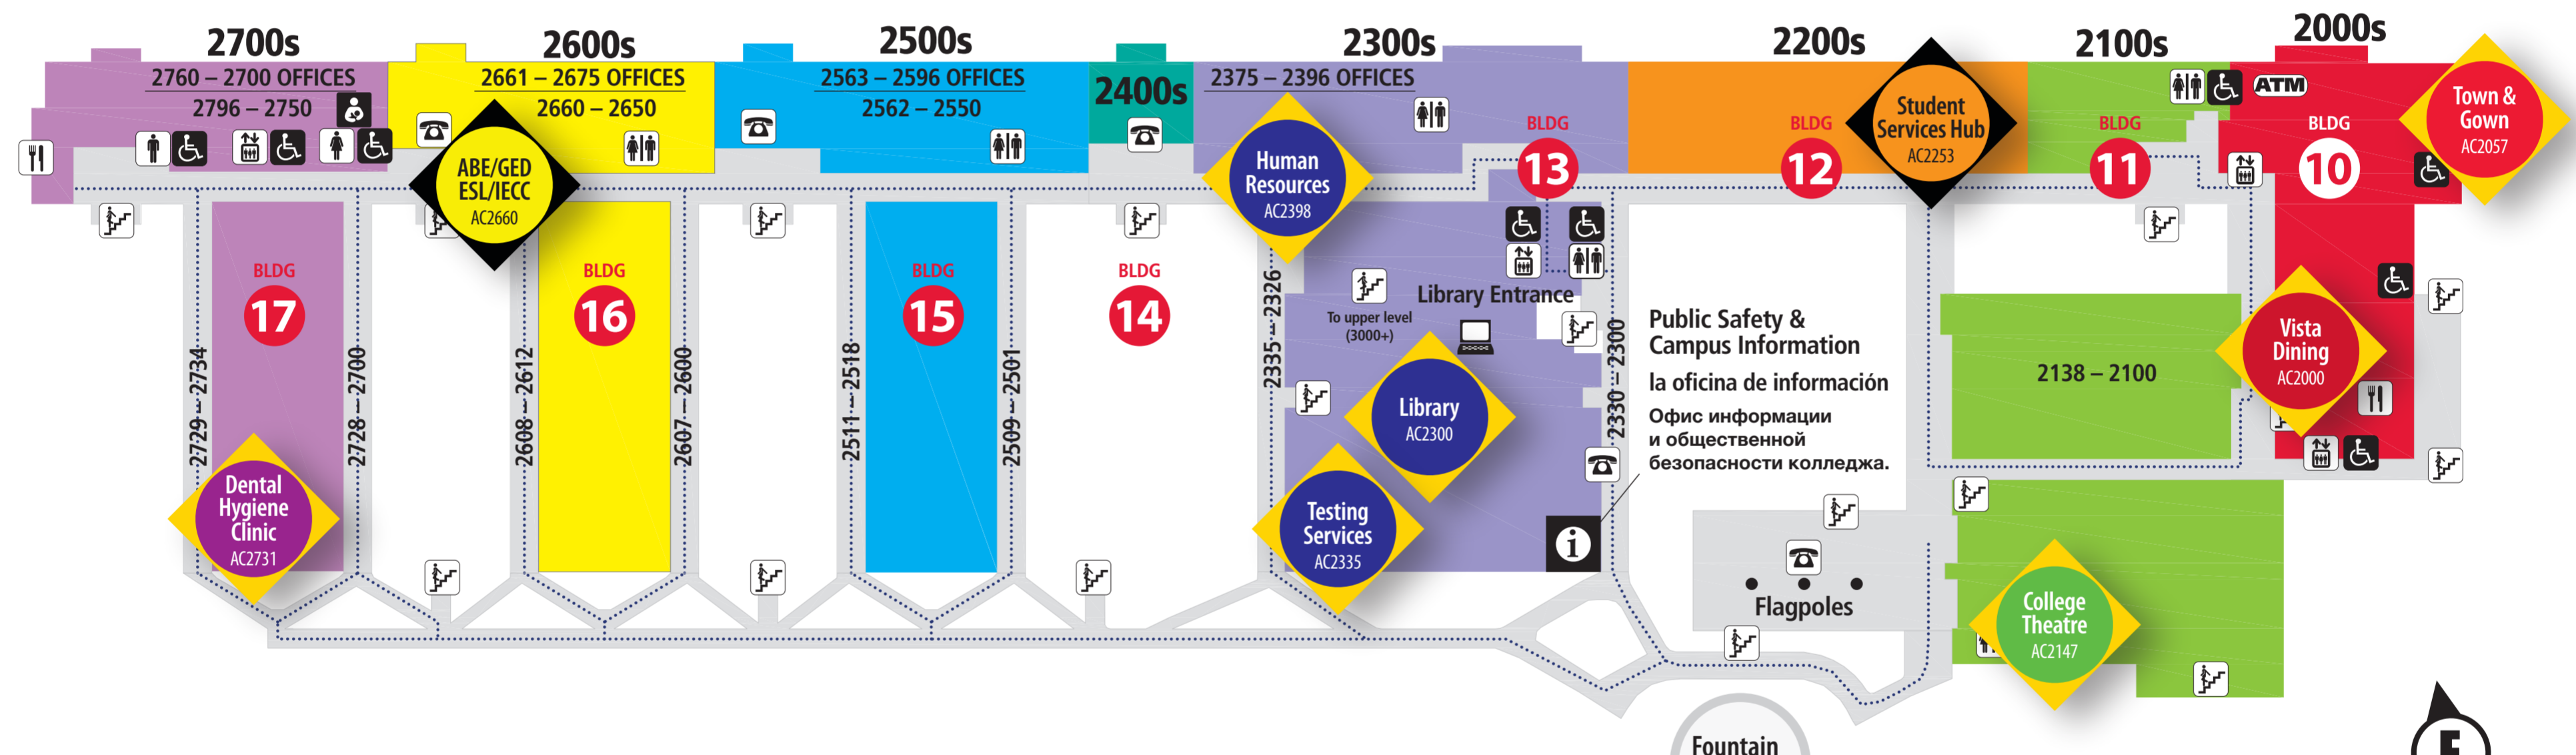 2700s
2600s
2500s
2400s
2300s
2200s
2100s
2000s
2760 – 2700 OFFICES
2796 – 2750
2661 – 2675 OFFICES
2660 – 2650
2563 – 2596 OFFICES
2562 – 2550
2375 – 2396 OFFICES
ATM
Town &
Gown
AC2057
Student
Services Hub
AC2253
ABE/GED
ESL/IECC
AC2660
Human
Resources
AC2398
BLDG
13
BLDG
12
BLDG
11
BLDG
10
BLDG
17
BLDG
16
BLDG
15
BLDG
14
2729 – 2734
2728 – 2700
2608 – 2612
2607 – 2600
2511 – 2518
2509 – 2501
2335 – 2326
2330 – 2300
Library Entrance
To upper level
(3000+)
Library
AC2300
Testing
Services
AC2335
Dental
Hygiene
Clinic
AC2731
i
Public Safety &
Campus Information
la oficina de información
Офис информации
и общественной
безопасности колледжа.
2138 – 2100
Vista
Dining
AC2000
Flagpoles
College
Theatre
AC2147
Fountain